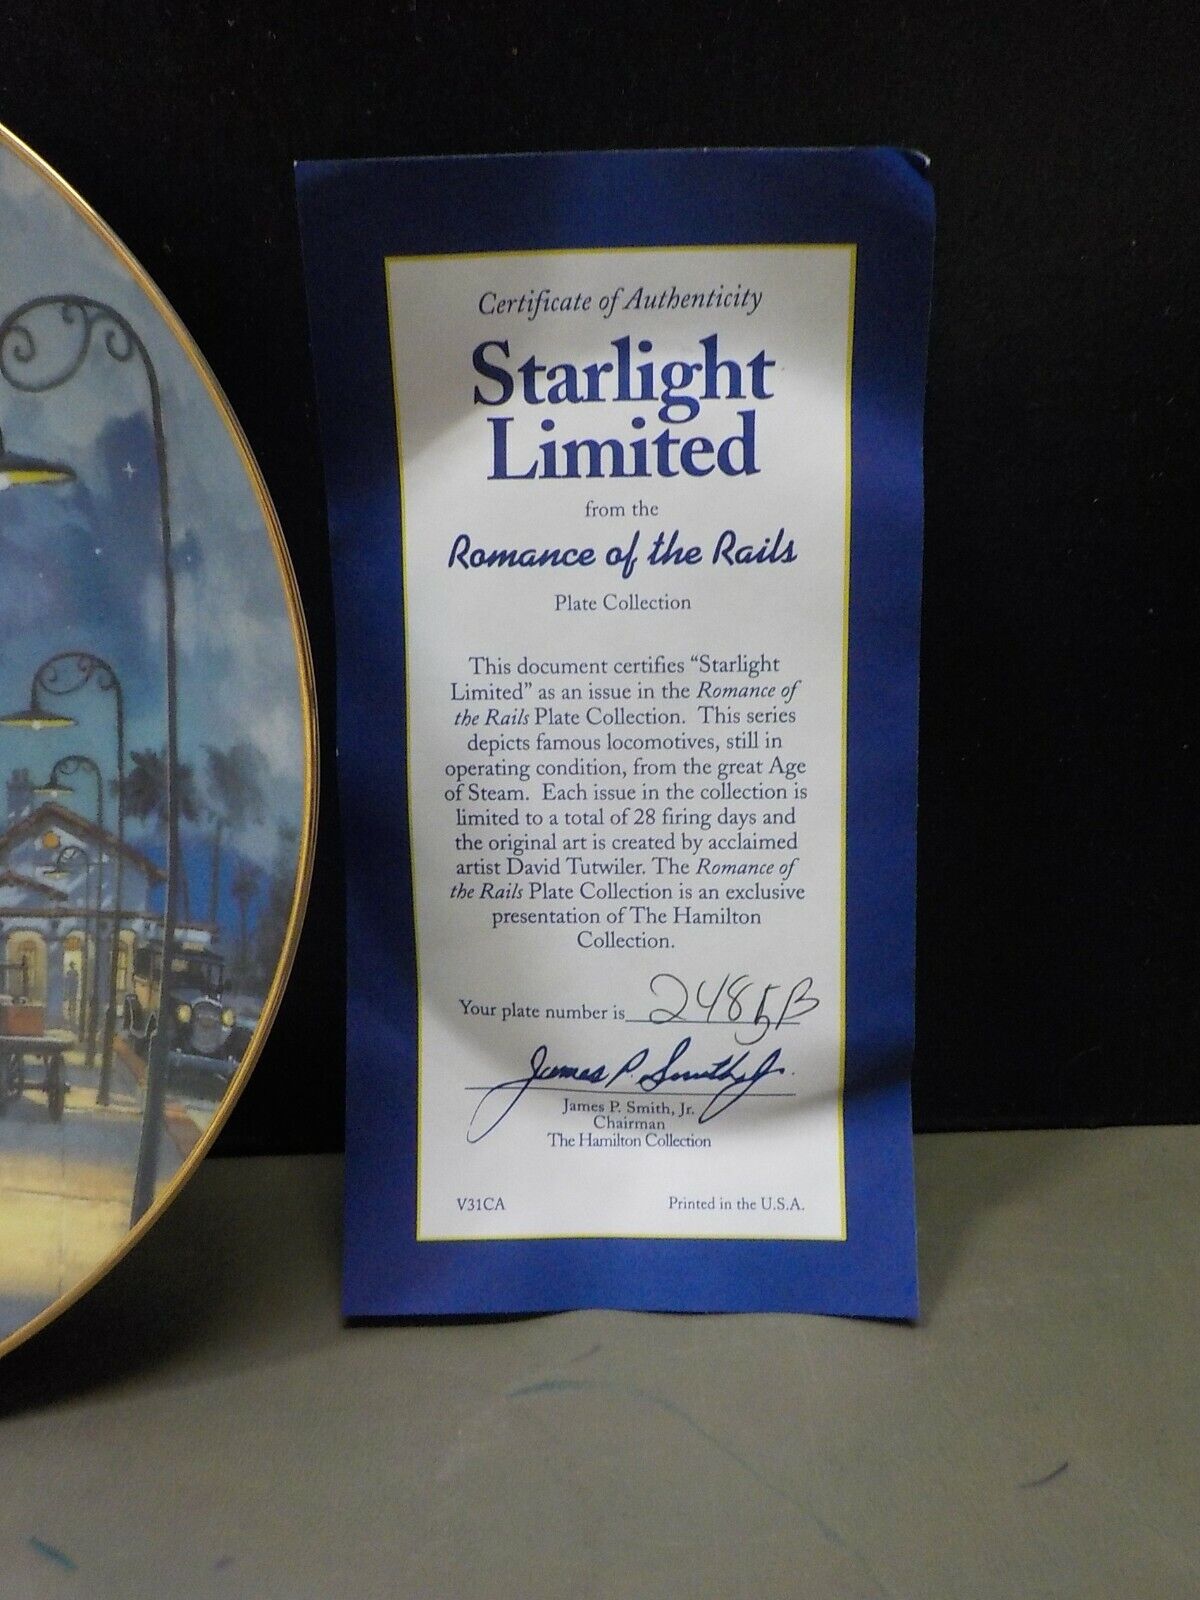 Certificate of Authenticity
Starlight
Limited
from the
Romance of the Rails
Plate Collection
This document certifies “Starlight
Limited” as an issue in the Romance of
the Rails Plate Collection. This series
depicts famous locomotives, still in
operating condition, from the great Age
of Steam. Each issue in the collection is
limited to a total of 28 firing days and
the original art is created by acclaimed
artist David Tutwiler. The Romance of
the Rails Plate Collection is an exclusive
presentation of The Hamilton
Collection.
Your plate number is 2485B
James P. Smith Jr.
James P. Smith, Jr.
Chairman
The Hamilton Collection
V31CA Printed in the U.S.A.